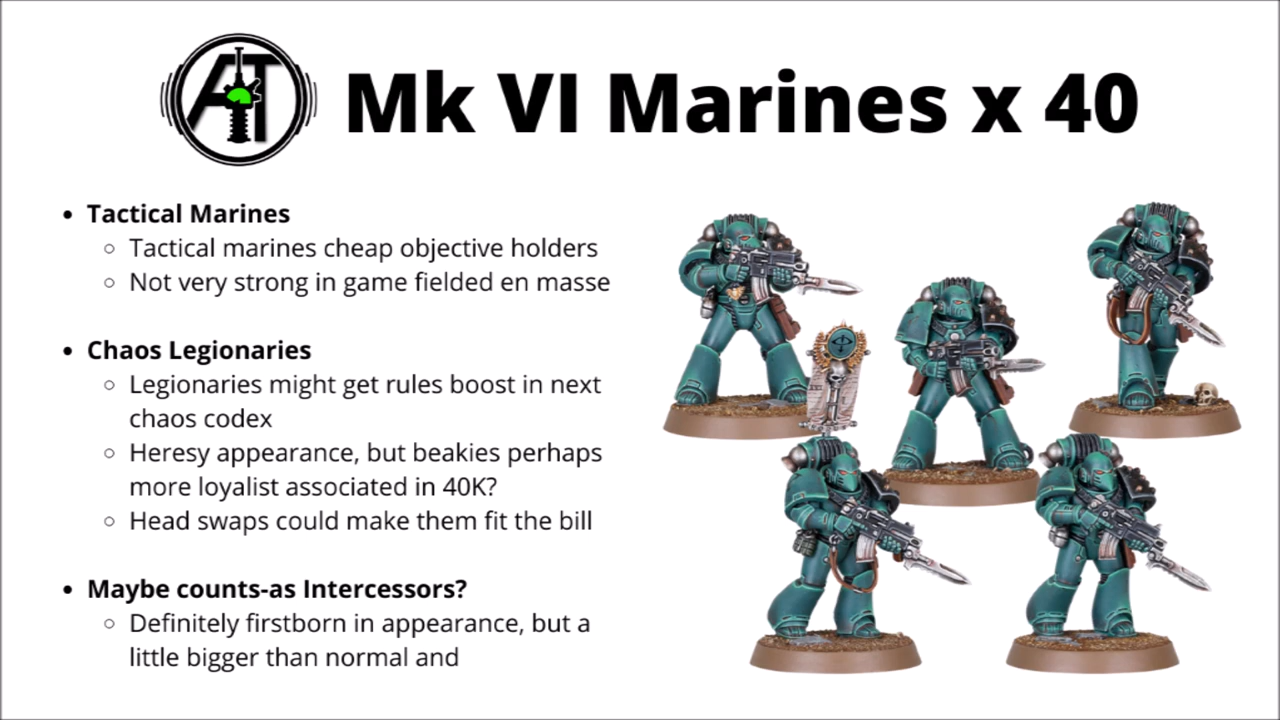 AT
Mk VI Marines x 40
• Tactical Marines
○ Tactical marines cheap objective holders
○ Not very strong in game fielded en masse
• Chaos Legionaries
○ Legionaries might get rules boost in next
chaos codex
○ Heresy appearance, but beakies perhaps
more loyalist associated in 40K?
○ Head swaps could make them fit the bill
• Maybe counts-as Intercessors?
○ Definitely firstborn in appearance, but a
little bigger than normal and